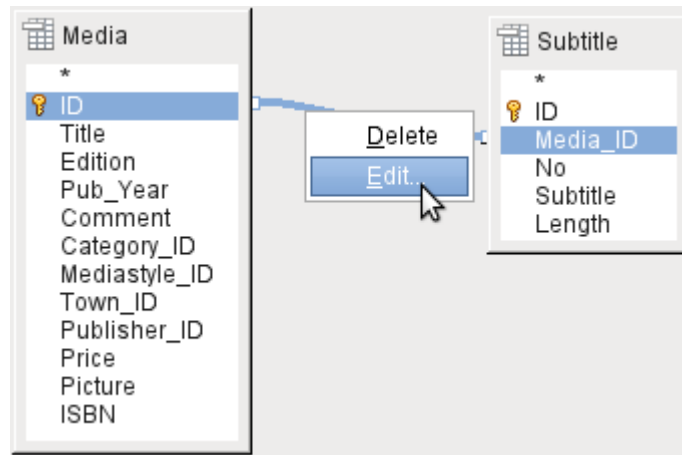 Media
*
ID
Title
Edition
Pub_Year
Comment
Category_ID
Mediastyle_ID
Town_ID
Publisher_ID
Price
Picture
ISBN
Delete
Edit...
Subtitle
*
ID
Media_ID
No
Subtitle
Length